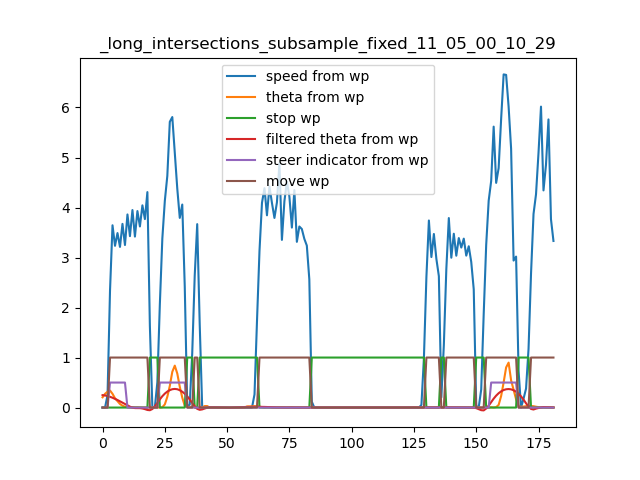 _long_intersections_subsample_fixed_11_05_00_10_29
speed from wp
theta from wp
stop wp
filtered theta from wp
steer indicator from wp
move wp
6
5
4
3
2
1
0
0 25 50 75 100 125 150 175